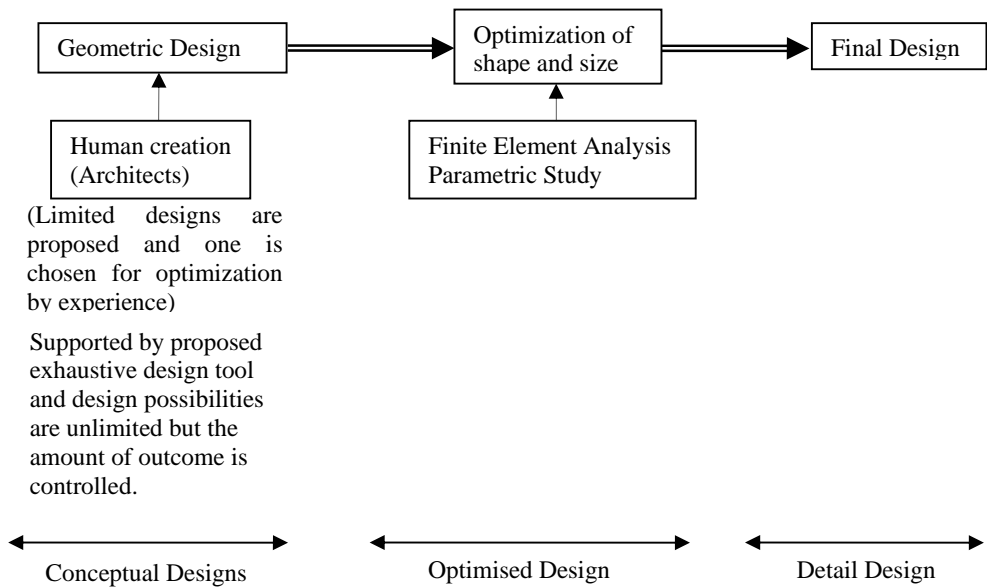 Geometric Design
Optimization of
shape and size
Final Design
Human creation
(Architects)
Finite Element Analysis
Parametric Study
(Limited designs are
proposed and one is
chosen for optimization
by experience)
Supported by proposed
exhaustive design tool
and design possibilities
are unlimited but the
amount of outcome is
controlled.
Conceptual Designs
Optimised Design
Detail Design